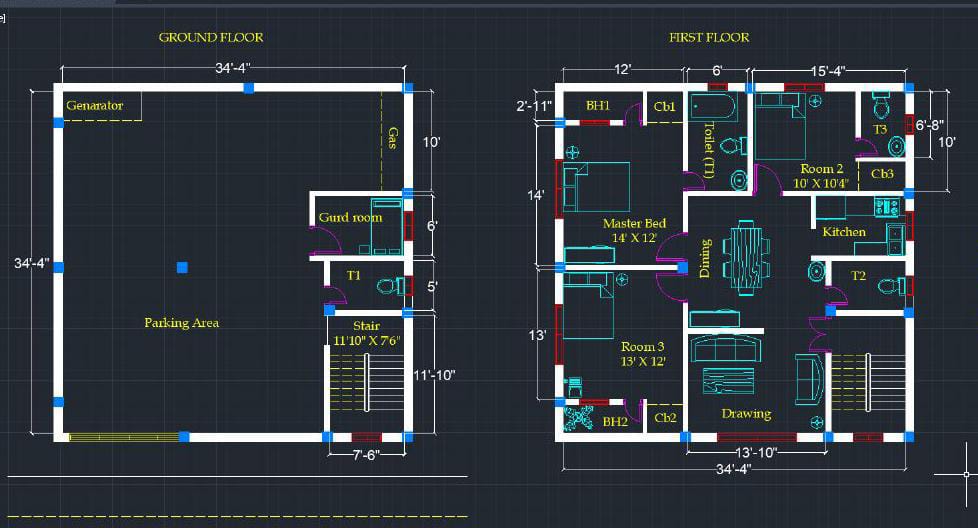 e]
GROUND FLOOR
34'-4"
Genarator
Gas
10'
Gurd room
6'
34'-4"
T1
5'
Parking Area
Stair
11'10" X 7'6"
11'-10"
7'-6"
FIRST FLOOR
12'
6'
15'-4"
2'-11"
BH1
Cb1
Toilet (T1)
T3
6'-8"
10'
Room 2
10' X 10'4"
Cb3
14'
Master Bed
14' X 12'
Dining
Kitchen
T2
13'
Room 3
13' X 12'
Drawing
BH2
Cb2
13'-10"
34'-4"